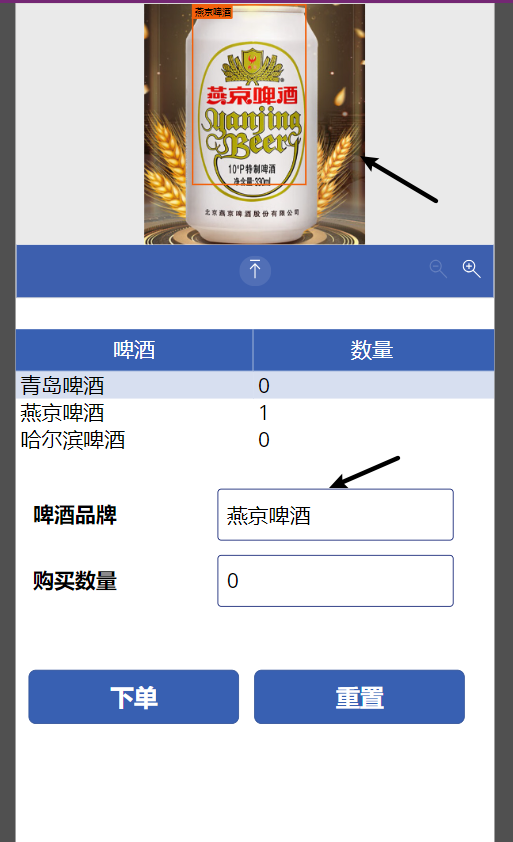 燕京啤酒
燕京啤酒
Yanjing
Beer
10°P特制啤酒
净含量:330ml
北京燕京啤酒股份有限公司
啤酒 数量
青岛啤酒 0
燕京啤酒 1
哈尔滨啤酒 0
啤酒品牌 燕京啤酒
购买数量 0
下单 重置